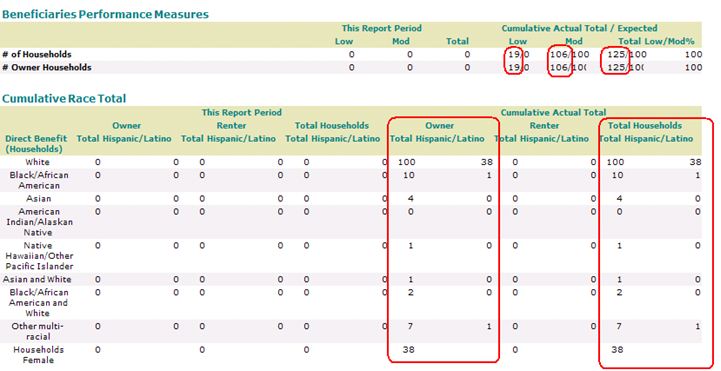 Beneficiaries Performance Measures
This Report Period Cumulative Actual Total / Expected
Low Mod Total Low Mod Total Low/Mod%
# of Households 0 0 0 19/0 106/100 125/100 100
# Owner Households 0 0 0 19/0 106/10( 125/10( 100
Cumulative Race Total
This Report Period Cumulative Actual Total
Owner Renter Total Households Owner Renter Total Households
Direct Benefit (Households) Total Hispanic/Latino Total Hispanic/Latino Total Hispanic/Latino Total Hispanic/Latino Total Hispanic/Latino Total Hispanic/Latino
White 0 0 0 0 0 0 100 38 0 0 100 38
Black/African 0 0 0 0 0 0 10 1 0 0 10 1
American
Asian 0 0 0 0 0 0 4 0 0 0 4 0
American 0 0 0 0 0 0 0 0 0 0 0 0
Indian/Alaskan
Native
Native 0 0 0 0 0 0 1 0 0 0 1 0
Hawaiian/Other
Pacific Islander
Asian and White 0 0 0 0 0 0 1 0 0 0 1 0
Black/African 0 0 0 0 0 0 2 0 0 0 2 0
American and
White
Other multi- 0 0 0 0 0 0 7 1 0 0 7 1
racial
Households 0 0 0 38 0 38
Female